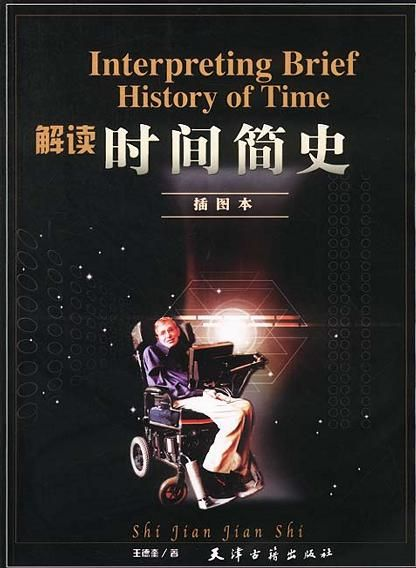 Interpreting Brief
History of Time
解读 时间简史
插图本
Shi Jian Jian Shi
王德奎/著 天津古籍出版社